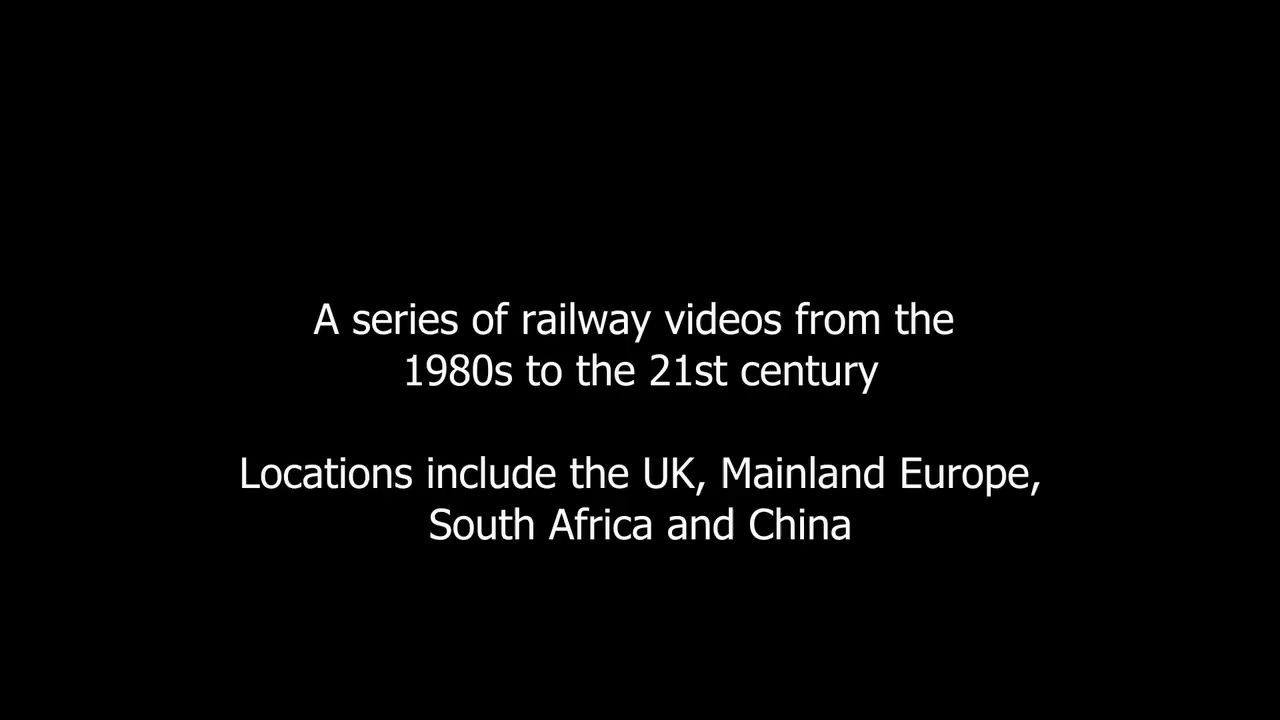 A series of railway videos from the
1980s to the 21st century
Locations include the UK, Mainland Europe,
South Africa and China